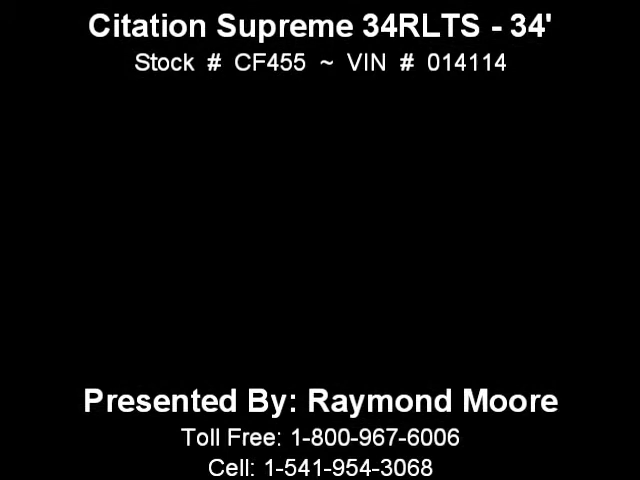 Citation Supreme 34RLTS - 34'
Stock # CF455 ~ VIN # 014114
Presented By: Raymond Moore
Toll Free: 1-800-967-6006
Cell: 1-541-954-3068